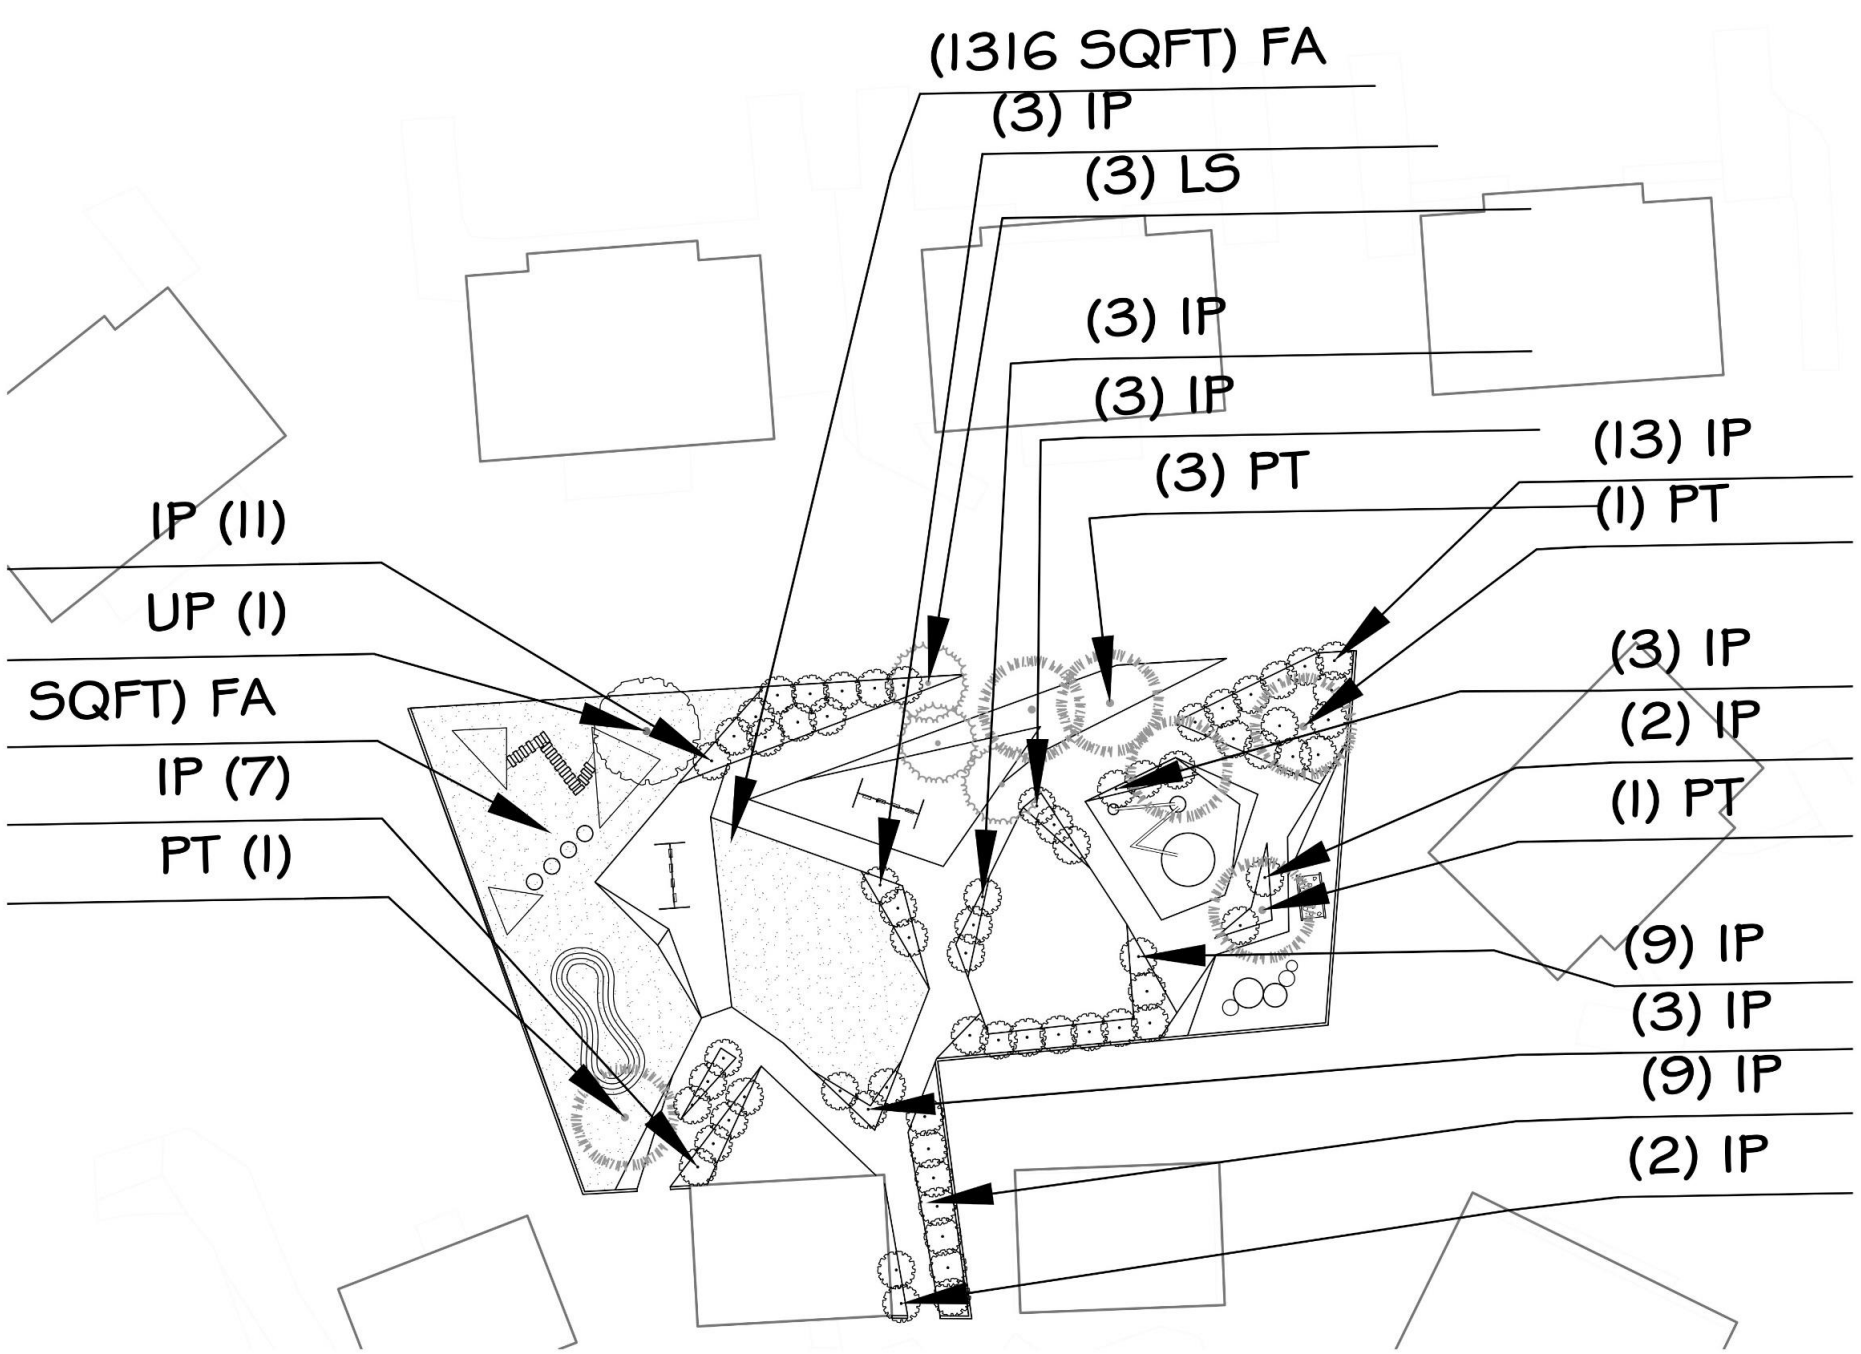 (1316 SQFT) FA
(3) IP
(3) LS
(3) IP
(3) IP
(3) PT
(13) IP
(1) PT
(3) IP
(2) IP
(1) PT
(9) IP
(3) IP
(9) IP
(2) IP
IP (11)
UP (1)
SQFT) FA
IP (7)
PT (1)